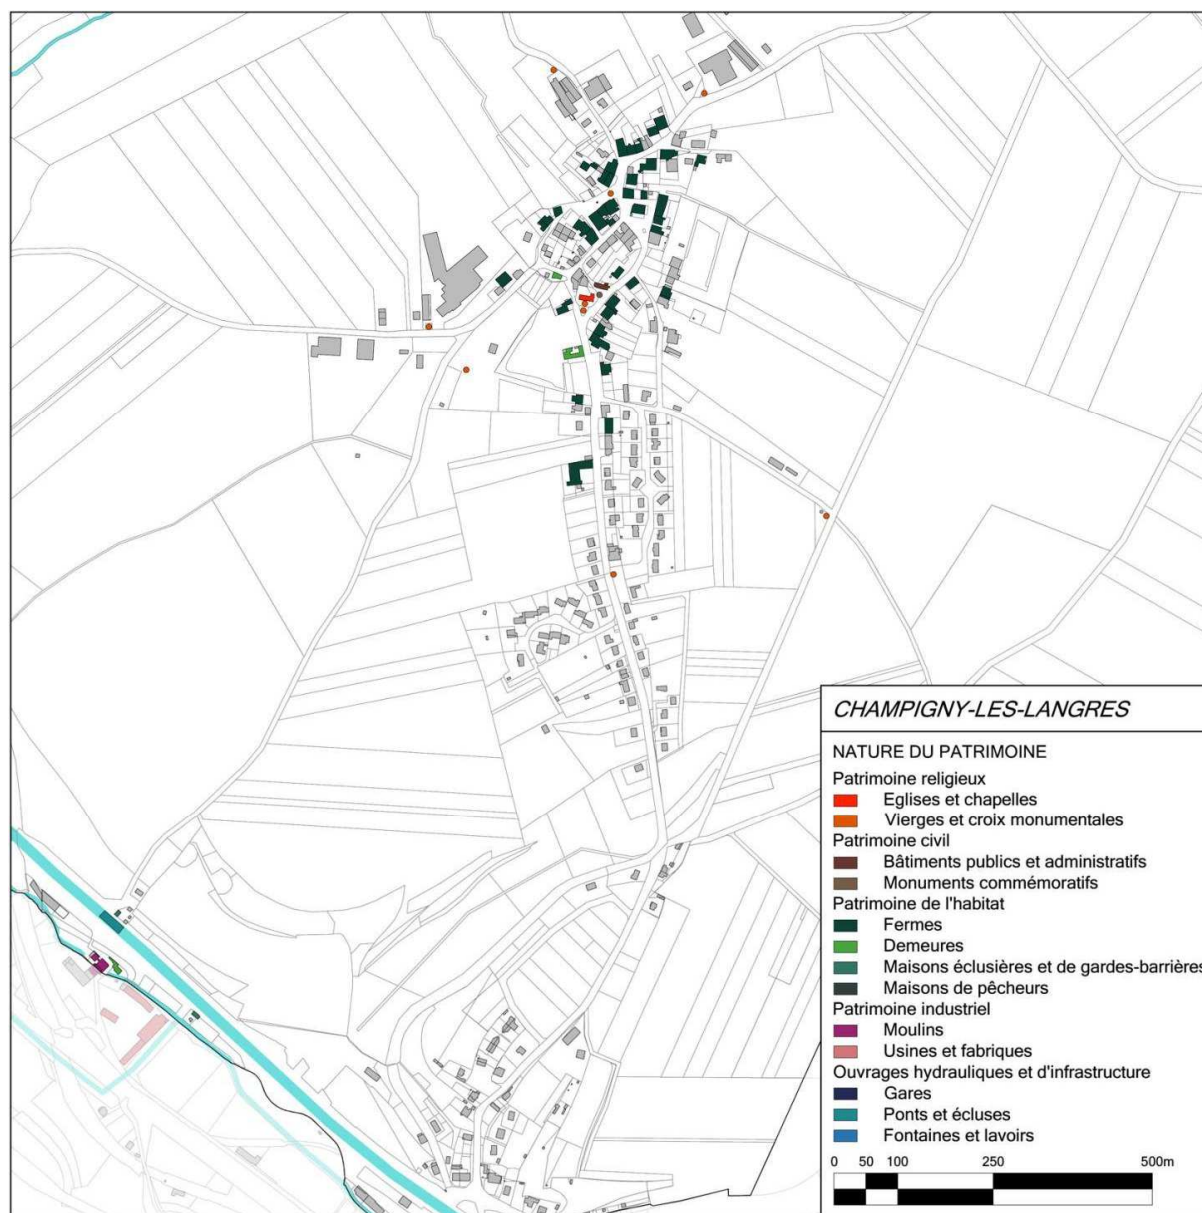 CHAMPIGNY-LES-LANGRES
NATURE DU PATRIMOINE
Patrimoine religieux
Eglises et chapelles
Vierges et croix monumentales
Patrimoine civil
Bâtiments publics et administratifs
Monuments commémoratifs
Patrimoine de l'habitat
Fermes
Demeures
Maisons éclusières et de gardes-barrières
Maisons de pêcheurs
Patrimoine industriel
Moulins
Usines et fabriques
Ouvrages hydrauliques et d'infrastructure
Gares
Ponts et écluses
Fontaines et lavoirs
0 50 100 250 500m